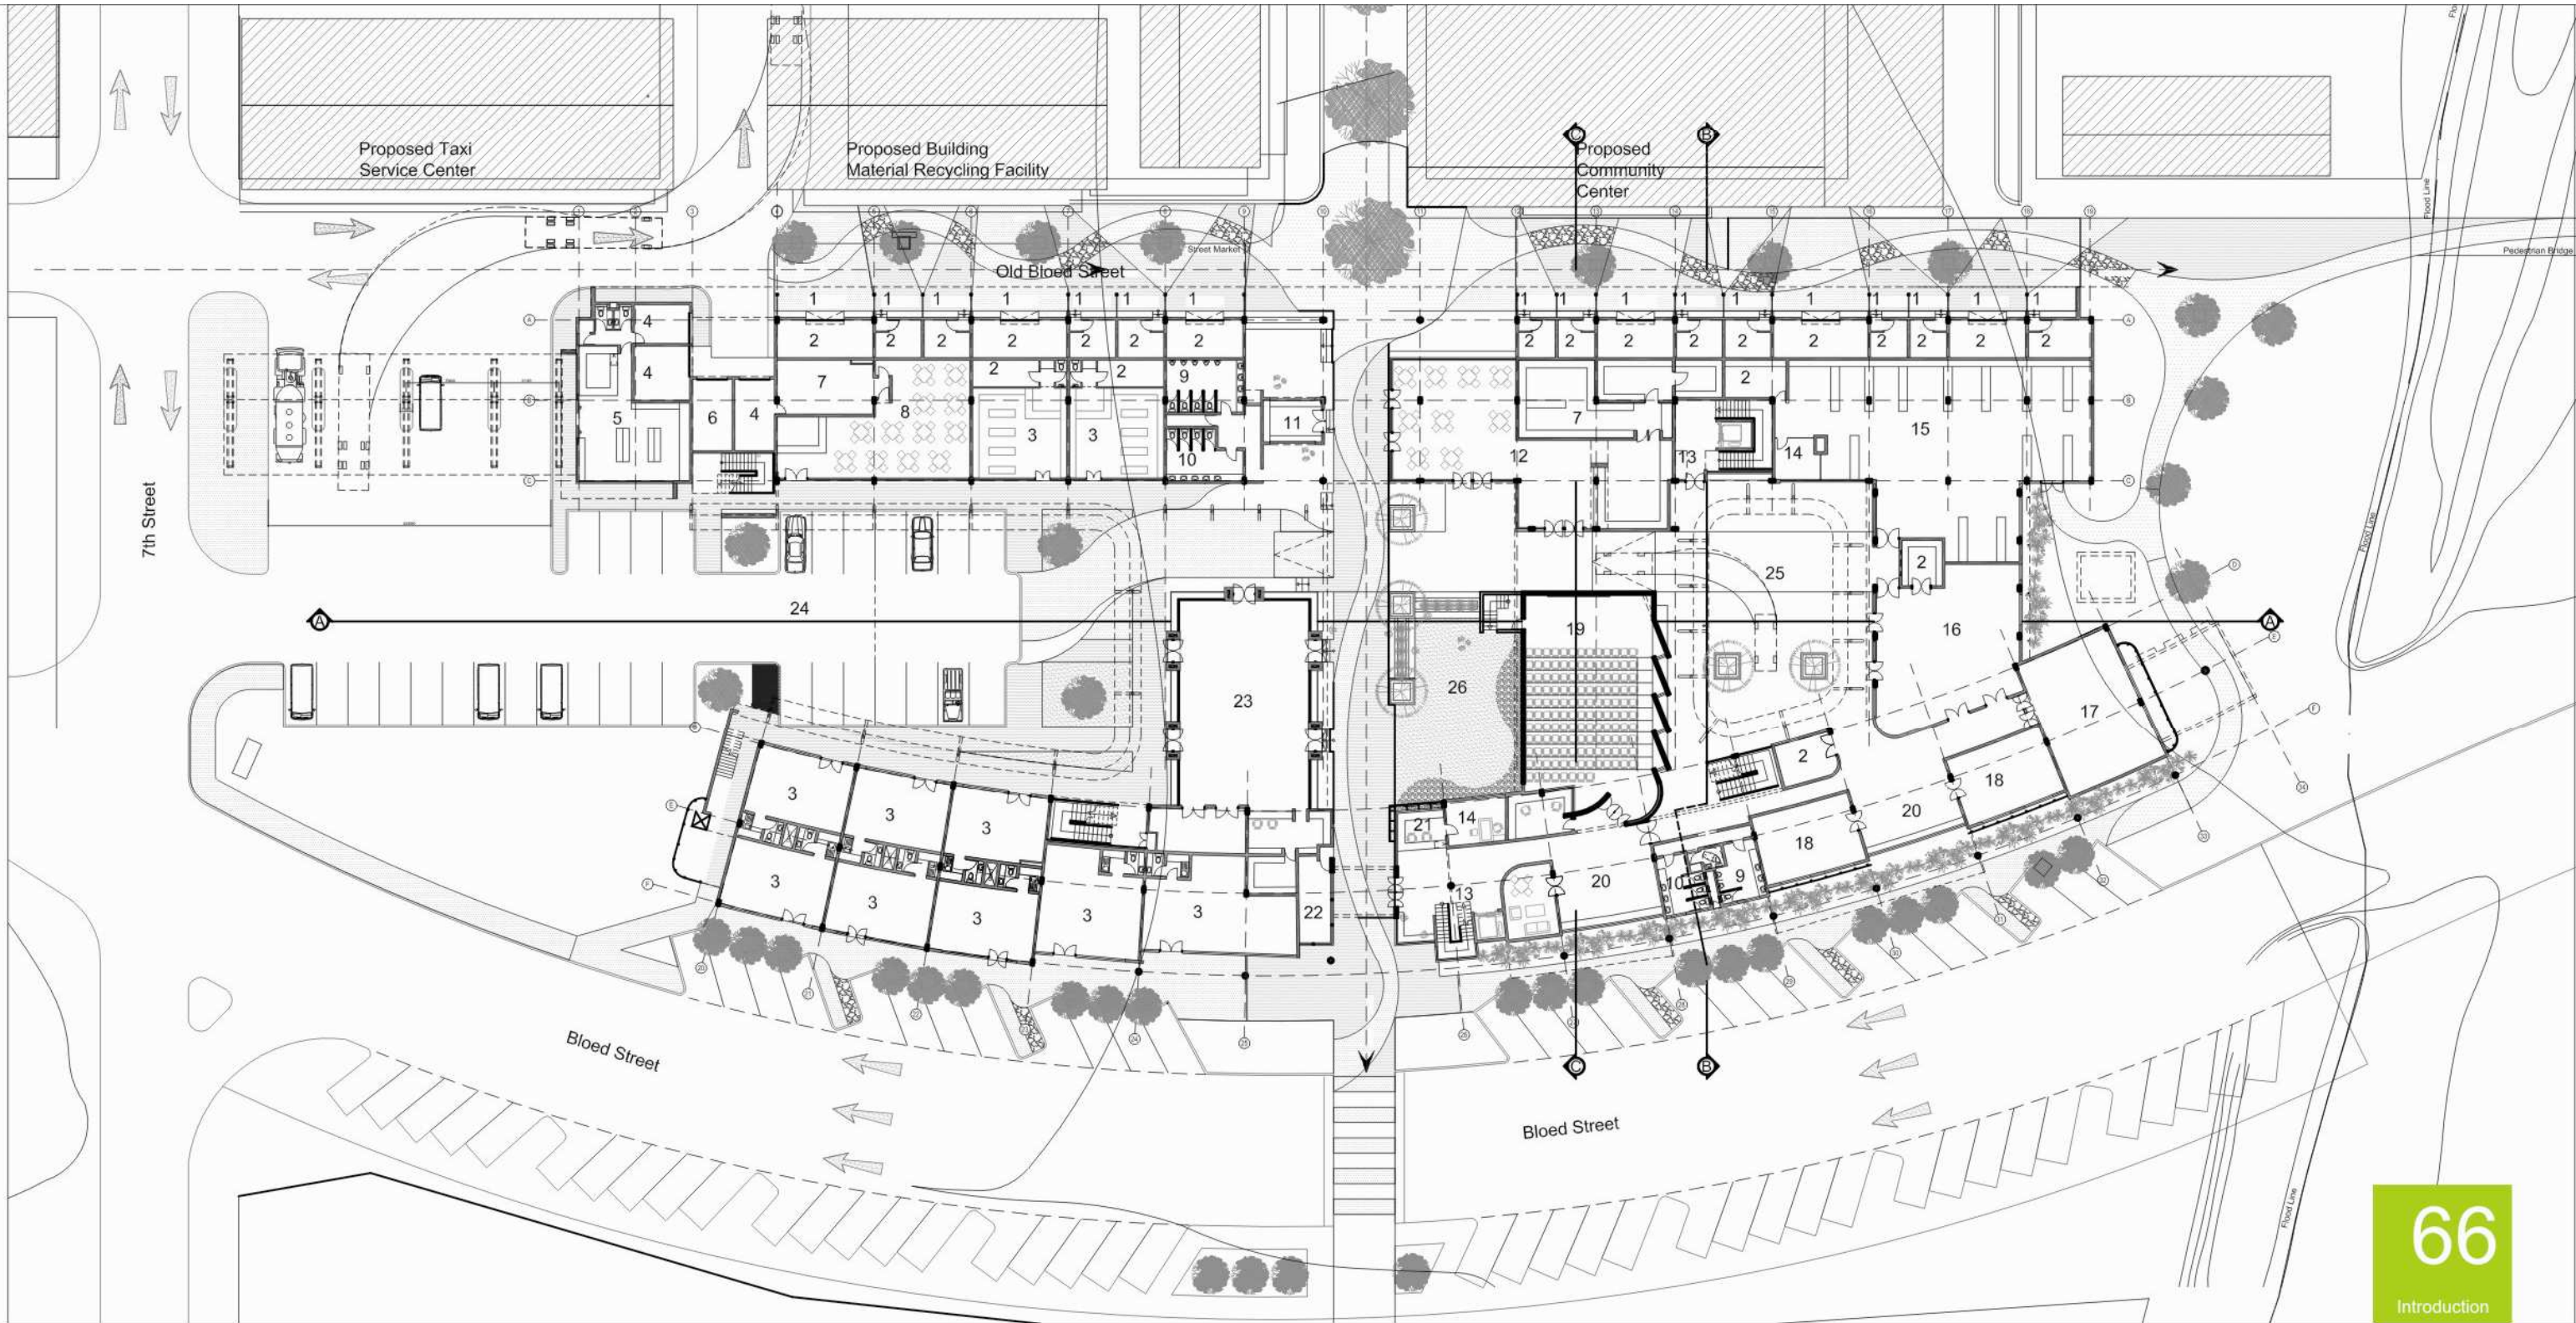 Proposed Taxi
Service Center
Proposed Building
Material Recycling Facility
Proposed
Community
Center
C
B
Flood Line
Flood Line
Pedestrian Bridge
Street Market
Old Bloed Street
1 1 1 1 1 1 1 1 1 1 1 1 1 1 1 1 1
4
A
A
2 2 2 2 2 2 2 2 2 2 2 2 2 2 2 2 2
4 7 2 2 9 2
B
B
5 6 4 8 3 3 11 7 15
10 12 13 14
C
C
7th Street
Flood Line
2
25
D
24
A
19
16
A
E
26
23
17
F
2
18
3
3
3
21
14
18
20
E
3
3
3
3
3
22
13
20
10
9
F
Bloed Street
C
B
Bloed Street
Flood Line
66
Introduction